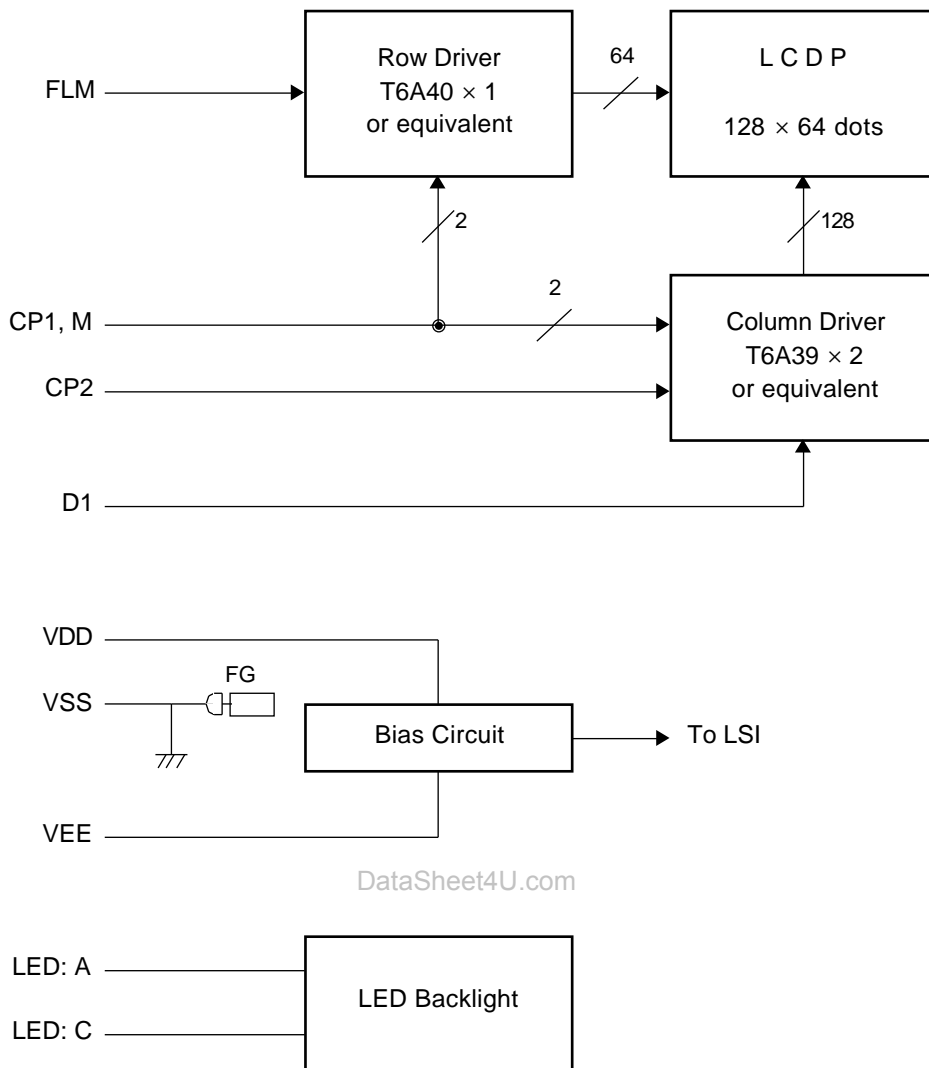 Row Driver
T6A40 × 1
or equivalent
64
L C D P
128 × 64 dots
FLM
2
128
CP1, M
2
Column Driver
T6A39 × 2
or equivalent
CP2
D1
VDD
VSS
FG
Bias Circuit
To LSI
VEE
DataSheet4U.com
LED: A
LED Backlight
LED: C